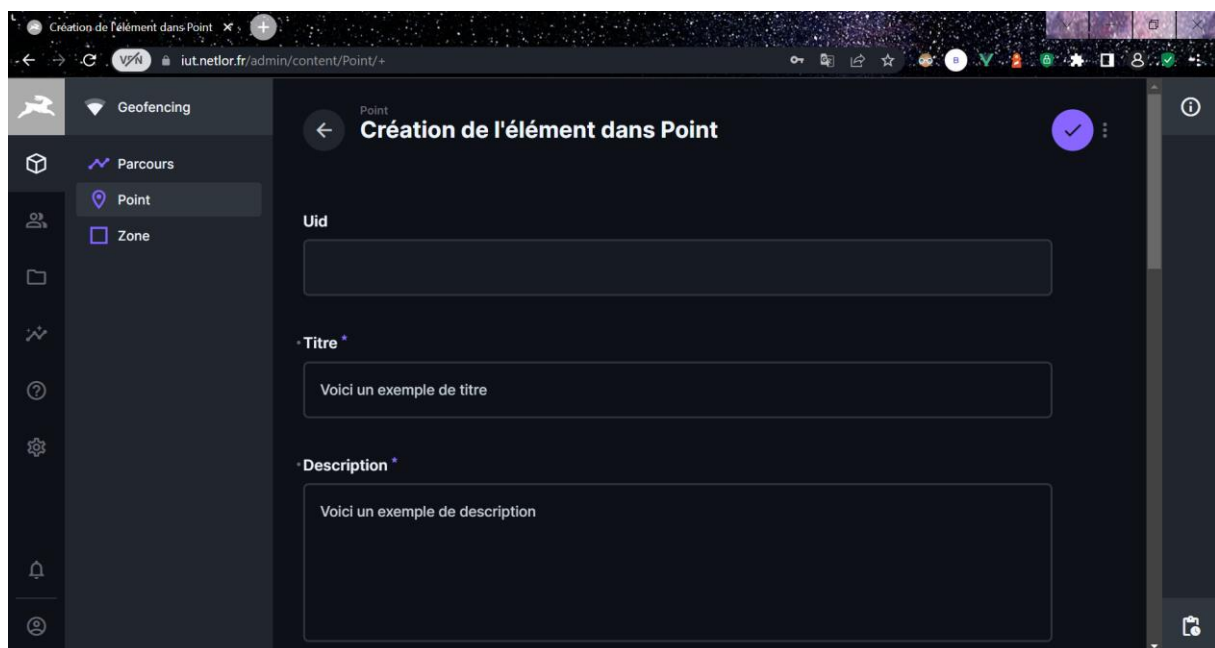 Création de l'élément dans Point
VPN
iut.netlor.fr/admin/content/Point/+
Geofencing
Parcours
Point
Zone
Point
Création de l'élément dans Point
Uid
Titre *
Voici un exemple de titre
Description *
Voici un exemple de description